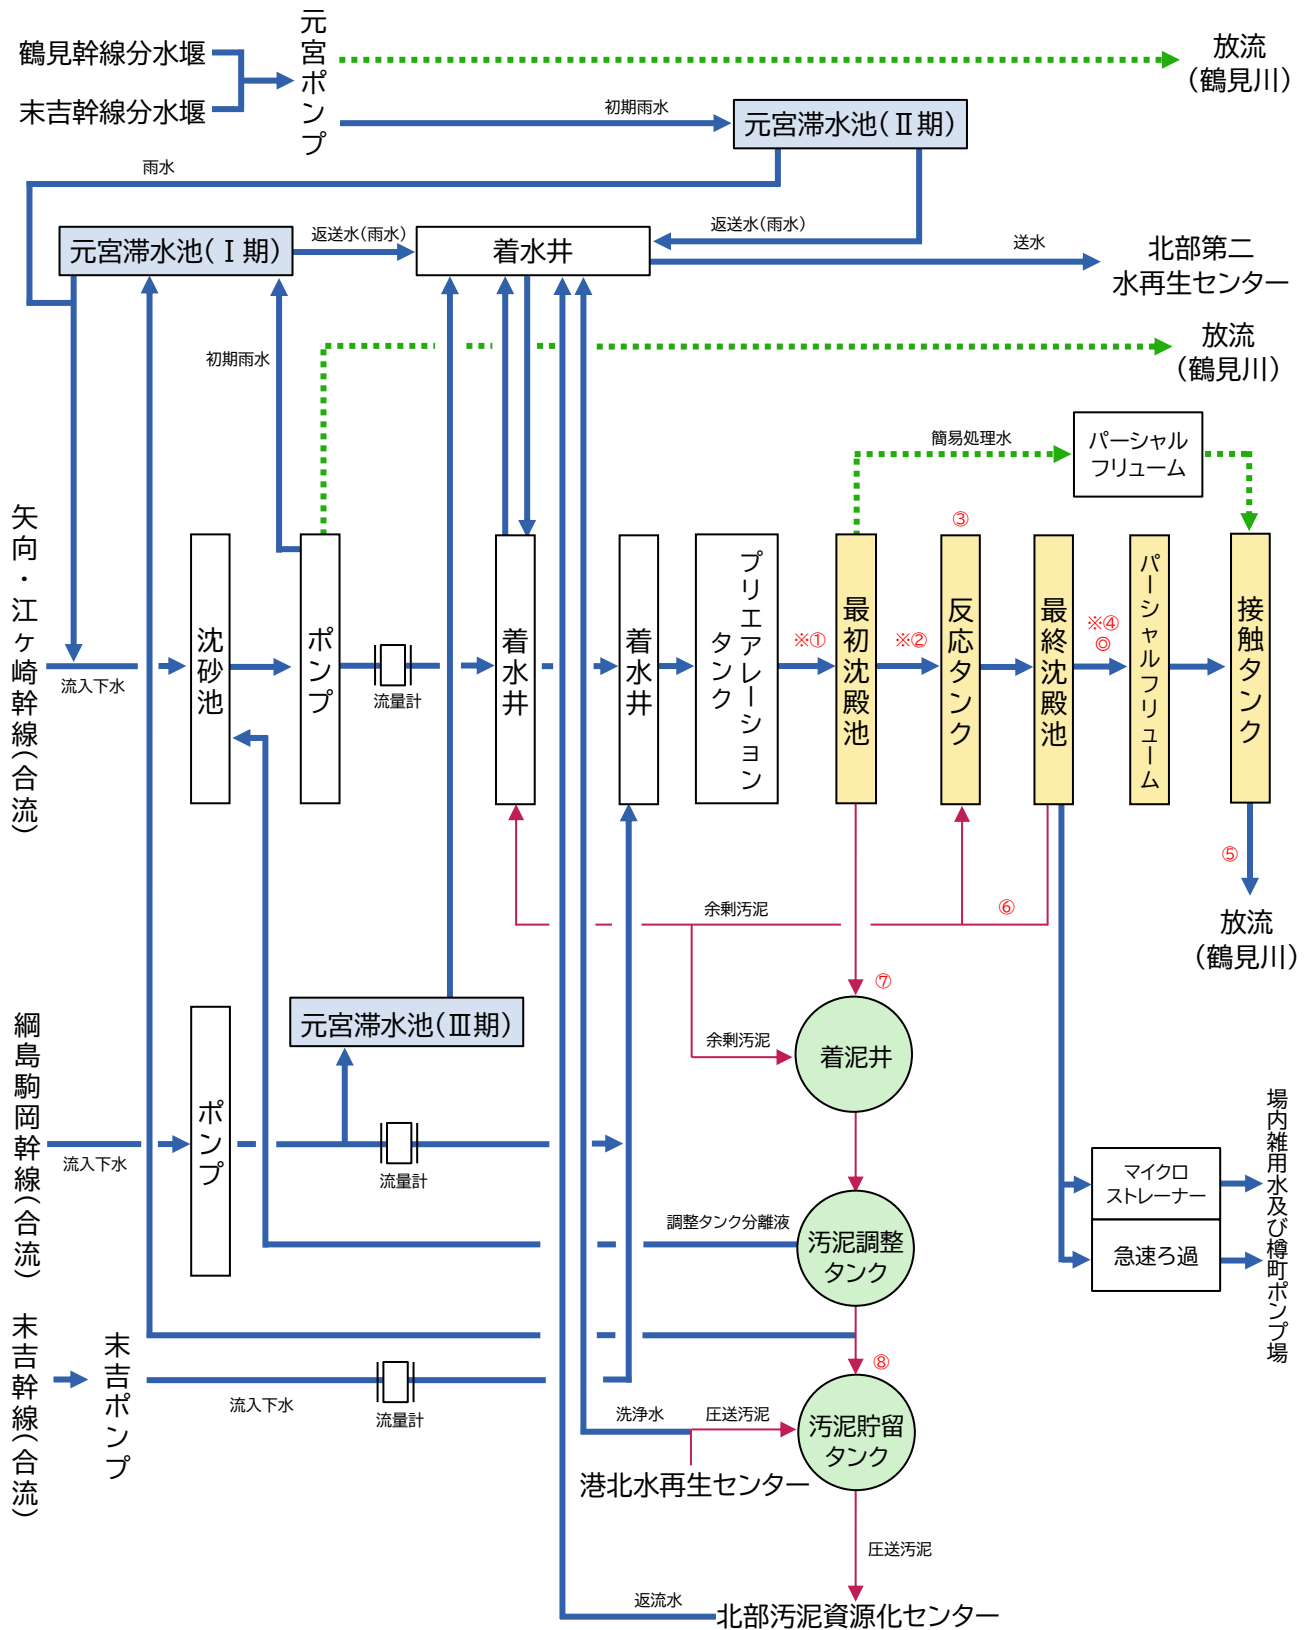 鶴見幹線分水堰
末吉幹線分水堰
元宮ポンプ
放流
(鶴見川)
初期雨水
元宮滞水池(Ⅱ期)
雨水
元宮滞水池(Ⅰ期)
返送水(雨水)
着水井
返送水(雨水)
送水
北部第二
水再生センター
初期雨水
放流
(鶴見川)
簡易処理水
パーシャル
フリューム
矢向・江ヶ崎幹線(合流)
流入下水
沈砂池
ポンプ
流量計
着水井
着水井
プリエアレーション
タンク
※①
最初沈殿池
※②
③
反応タンク
最終沈殿池
※④
◎
パーシャルフリューム
接触タンク
⑤
放流
(鶴見川)
余剰汚泥
⑥
⑦
余剰汚泥
着泥井
綱島駒岡幹線(合流)
流入下水
ポンプ
元宮滞水池(Ⅲ期)
流量計
調整タンク分離液
汚泥調整
タンク
マイクロ
ストレーナー
急速ろ過
場内雑用水及び樽町ポンプ場
末吉幹線(合流)
末吉ポンプ
流入下水
流量計
⑧
洗浄水
圧送汚泥
汚泥貯留
タンク
港北水再生センター
圧送汚泥
返流水
北部汚泥資源化センター